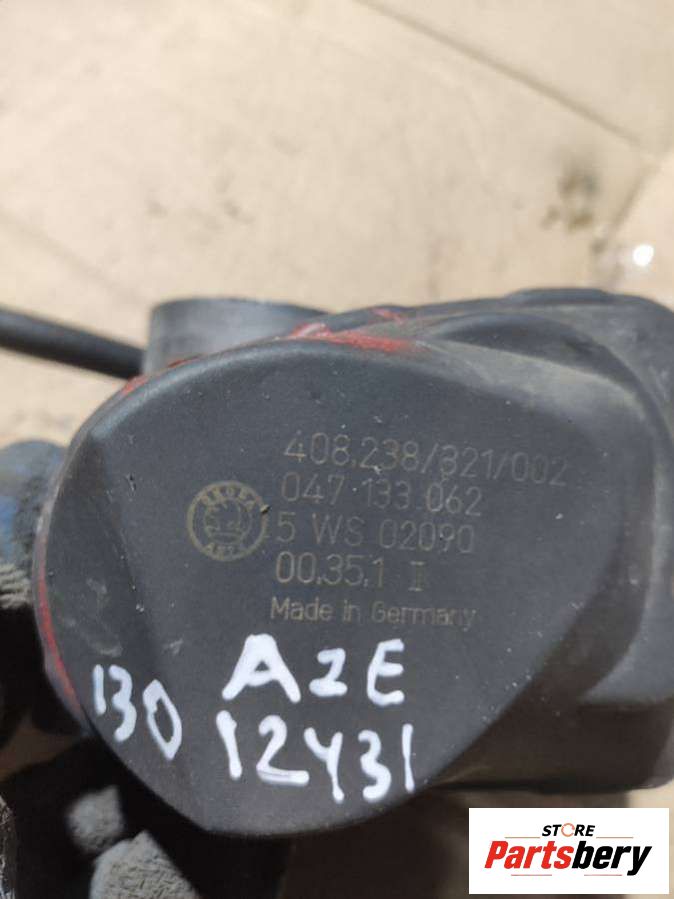 408.238/321/002
047 133 062
5 WS 02090
00.35.1 I
Made in Germany
AZE
130
12431
STORE
Partsbery